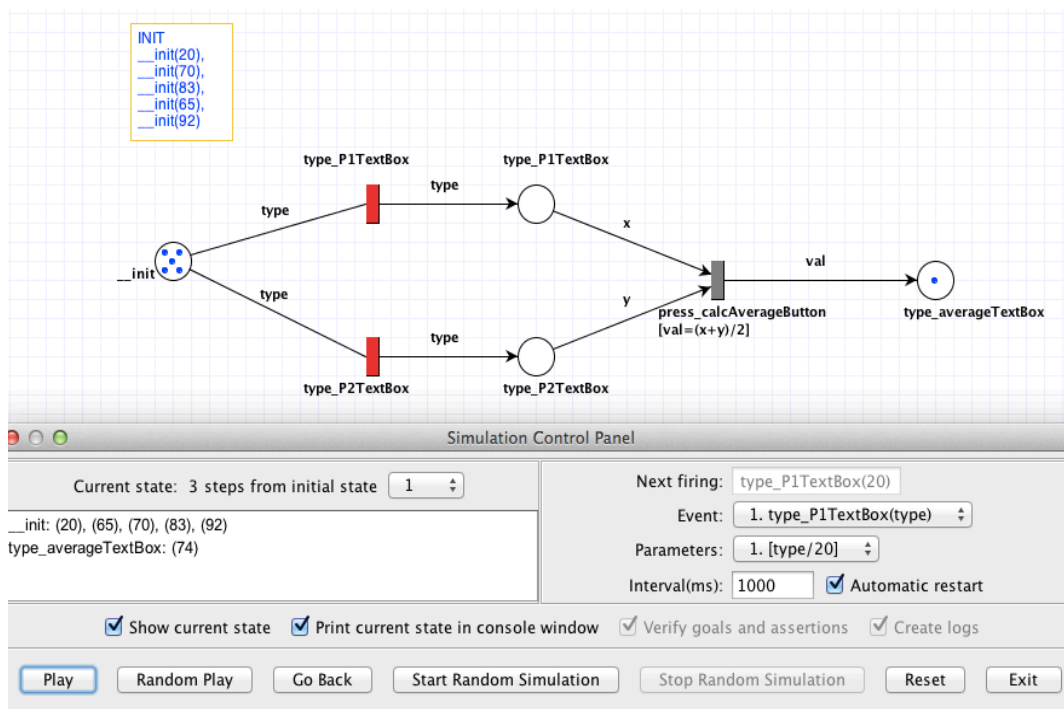 INIT
__init(20),
__init(70),
__init(83),
__init(65),
__init(92)
type_P1TextBox
type_P1TextBox
type
type
x
__init
val
type
y
press_calcAverageButton
[val=(x+y)/2]
type_averageTextBox
type
type_P2TextBox
type_P2TextBox
Simulation Control Panel
Current state: 3 steps from initial state 1
__init: (20), (65), (70), (83), (92)
type_averageTextBox: (74)
Next firing: type_P1TextBox(20)
Event: 1. type_P1TextBox(type)
Parameters: 1. [type/20]
Interval(ms): 1000 Automatic restart
Show current state Print current state in console window Verify goals and assertions Create logs
Play Random Play Go Back Start Random Simulation Stop Random Simulation Reset Exit